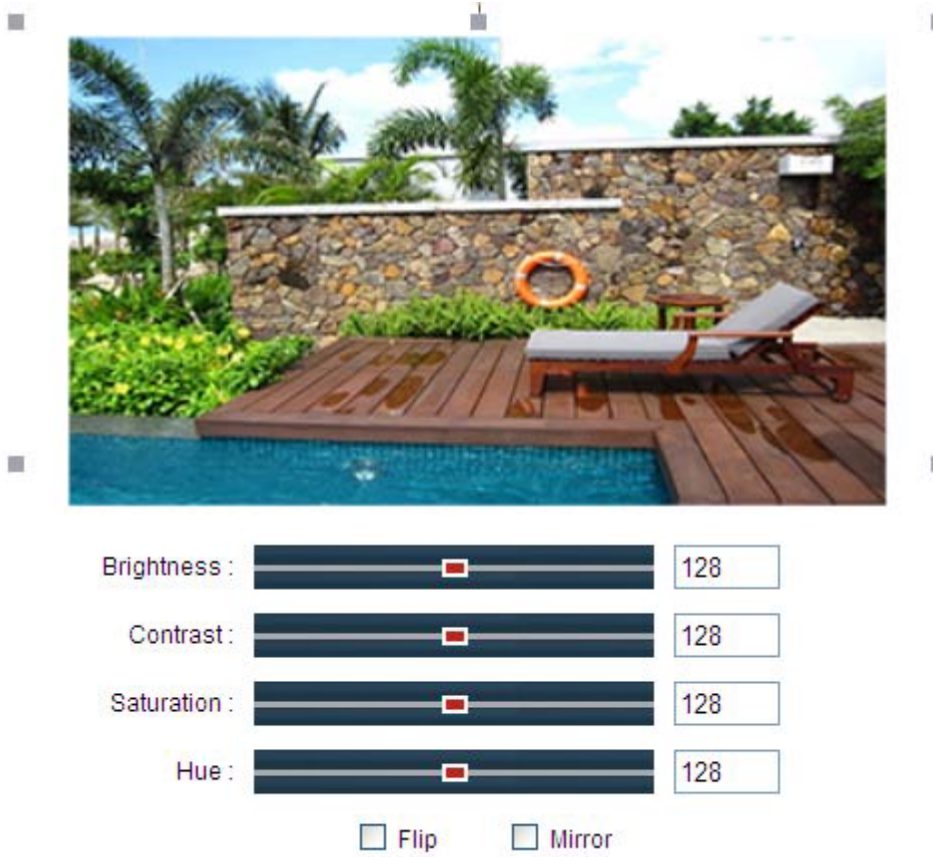 Brightness : 128
Contrast : 128
Saturation : 128
Hue : 128
Flip Mirror